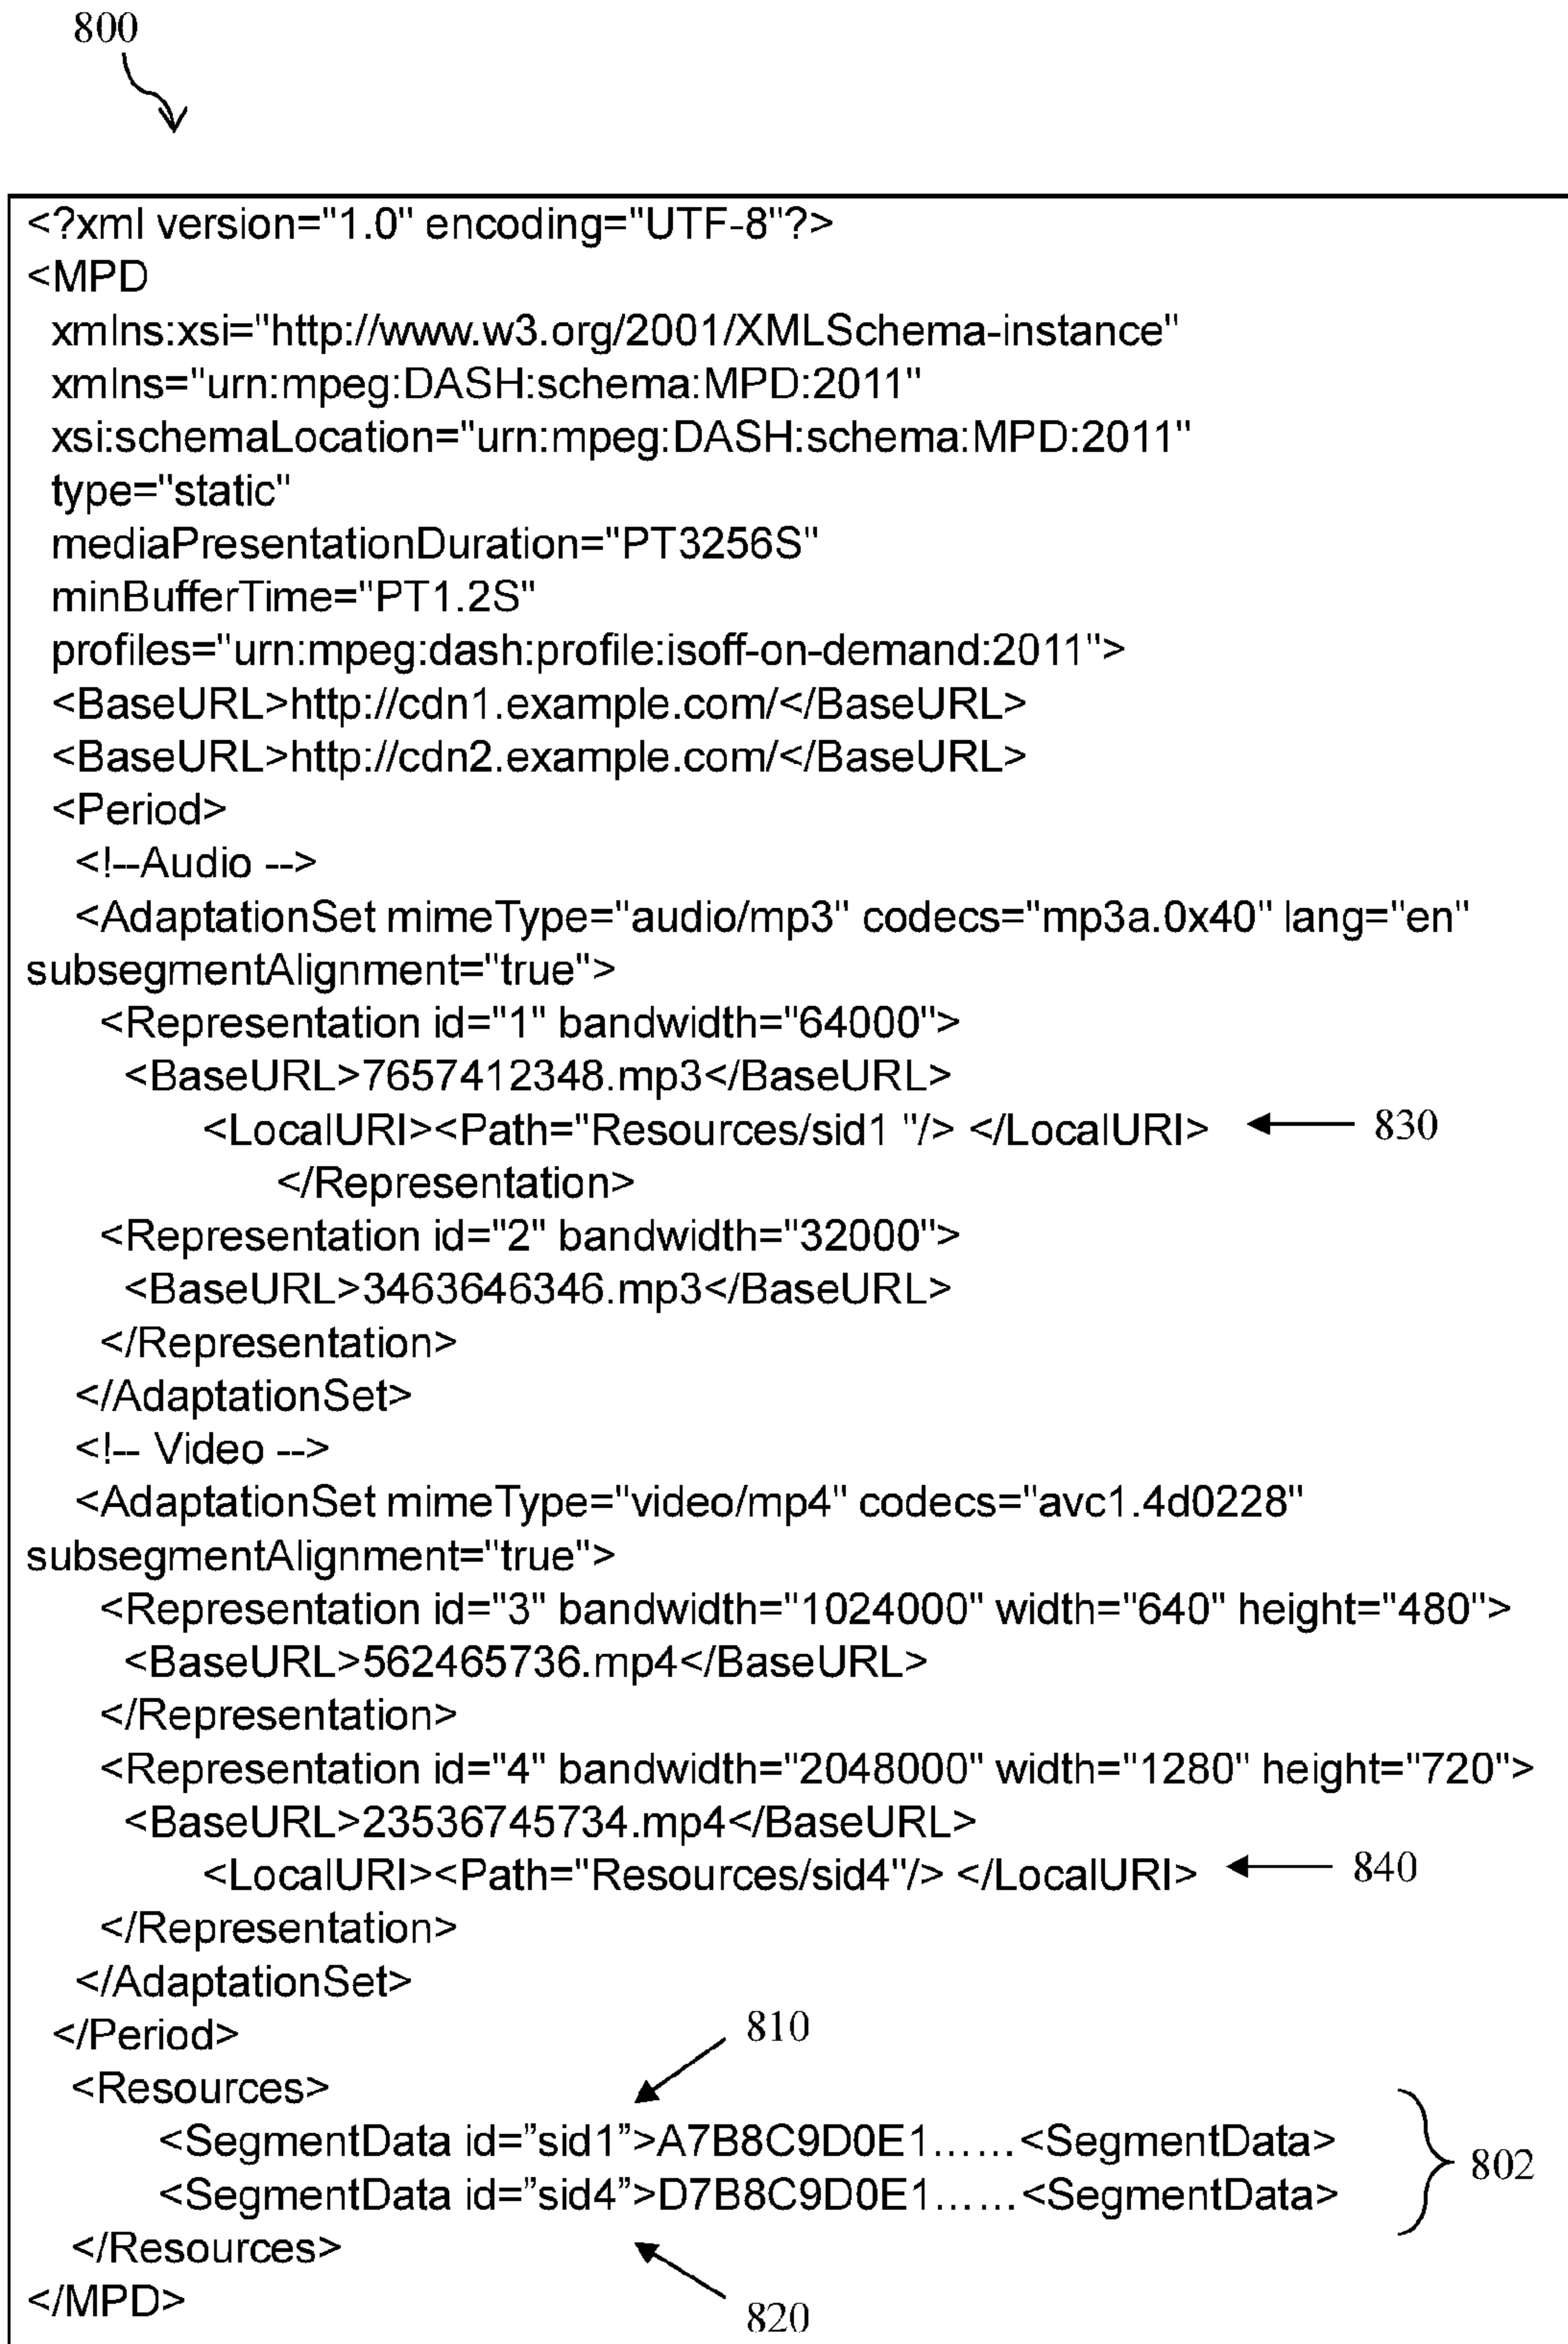 800
<?xml version="1.0" encoding="UTF-8"?>
<MPD
xmlns:xsi="http://www.w3.org/2001/XMLSchema-instance"
xmlns="urn:mpeg:DASH:schema:MPD:2011"
xsi:schemaLocation="urn:mpeg:DASH:schema:MPD:2011"
type="static"
mediaPresentationDuration="PT3256S"
minBufferTime="PT1.2S"
profiles="urn:mpeg:dash:profile:isoff-on-demand:2011">
<BaseURL>http://cdn1.example.com/</BaseURL>
<BaseURL>http://cdn2.example.com/</BaseURL>
<Period>
<!--Audio -->
<AdaptationSet mimeType="audio/mp3" codecs="mp3a.0x40" lang="en"
subsegmentAlignment="true">
<Representation id="1" bandwidth="64000">
<BaseURL>7657412348.mp3</BaseURL>
<LocalURI><Path="Resources/sid1 "/> </LocalURI> 830
</Representation>
<Representation id="2" bandwidth="32000">
<BaseURL>3463646346.mp3</BaseURL>
</Representation>
</AdaptationSet>
<!-- Video -->
<AdaptationSet mimeType="video/mp4" codecs="avc1.4d0228"
subsegmentAlignment="true">
<Representation id="3" bandwidth="1024000" width="640" height="480">
<BaseURL>562465736.mp4</BaseURL>
</Representation>
<Representation id="4" bandwidth="2048000" width="1280" height="720">
<BaseURL>23536745734.mp4</BaseURL>
<LocalURI><Path="Resources/sid4"/> </LocalURI> 840
</Representation>
</AdaptationSet>
</Period>
810
<Resources>
<SegmentData id=”sid1”>A7B8C9D0E1……<SegmentData>
802
<SegmentData id=”sid4”>D7B8C9D0E1……<SegmentData>
</Resources>
</MPD>
820